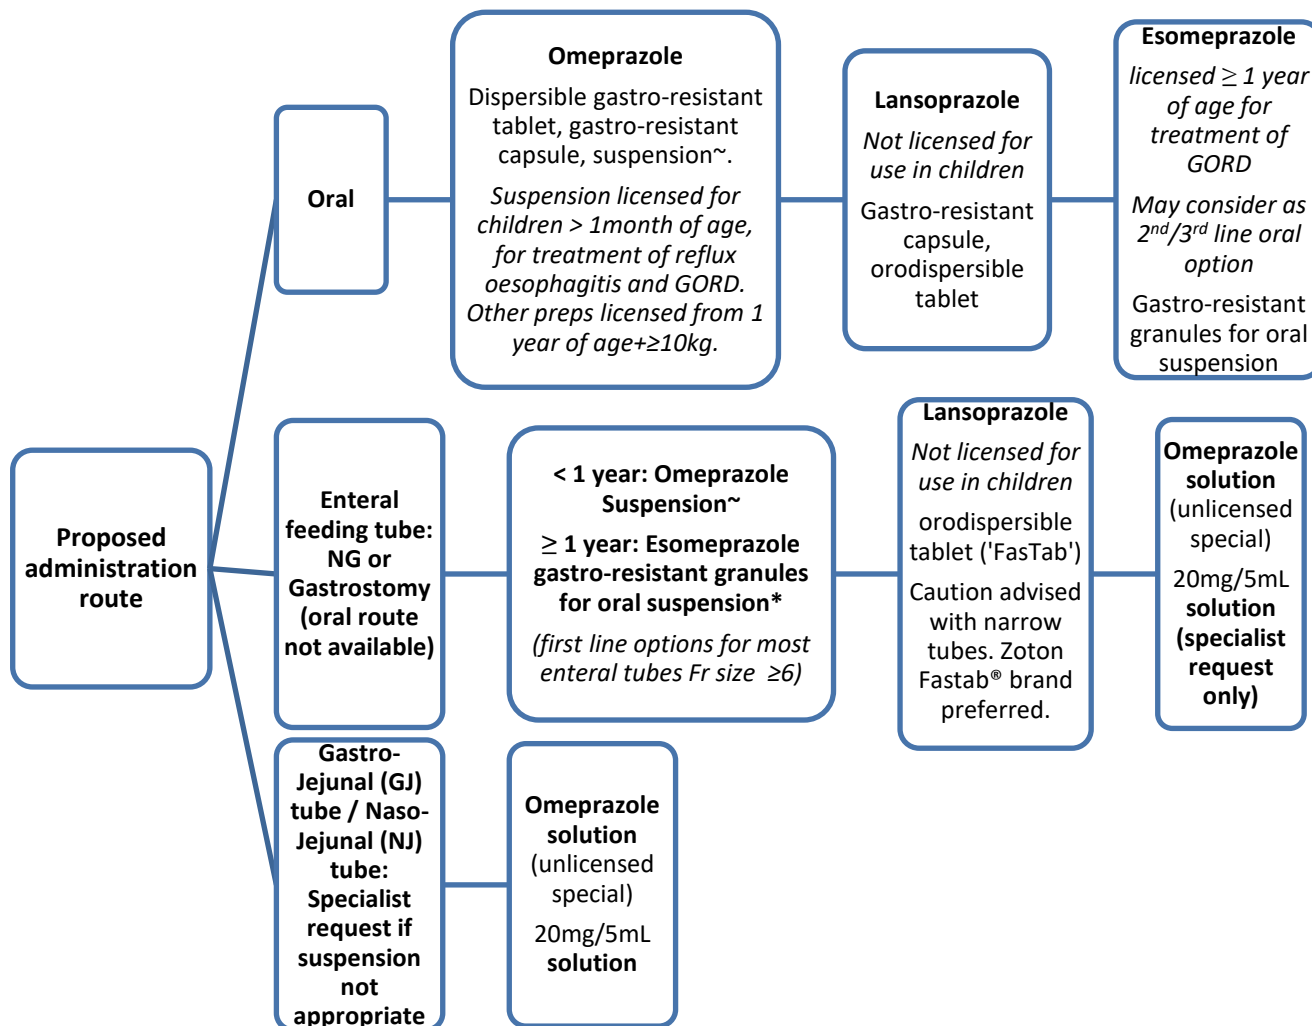 Proposed
administration
route
Oral
Omeprazole
Dispersible gastro-resistant
tablet, gastro-resistant
capsule, suspension~.
Suspension licensed for
children > 1month of age,
for treatment of reflux
oesophagitis and GORD.
Other preps licensed from 1
year of age+≥10kg.
Lansoprazole
Not licensed for
use in children
Gastro-resistant
capsule,
orodispersible
tablet
Esomeprazole
licensed ≥ 1 year
of age for
treatment of
GORD
May consider as
2nd/3rd line oral
option
Gastro-resistant
granules for oral
suspension
Enteral
feeding tube:
NG or
Gastrostomy
(oral route
not available)
< 1 year: Omeprazole
Suspension~
≥ 1 year: Esomeprazole
gastro-resistant granules
for oral suspension*
(first line options for most
enteral tubes Fr size ≥6)
Lansoprazole
Not licensed for
use in children
orodispersible
tablet ('FasTab')
Caution advised
with narrow
tubes. Zoton
Fastab® brand
preferred.
Omeprazole
solution
(unlicensed
special)
20mg/5mL
solution
(specialist
request
only)
Gastro-
Jejunal (GJ)
tube / Naso-
Jejunal (NJ)
tube:
Specialist
request if
suspension
not
appropriate
Omeprazole
solution
(unlicensed
special)
20mg/5mL
solution